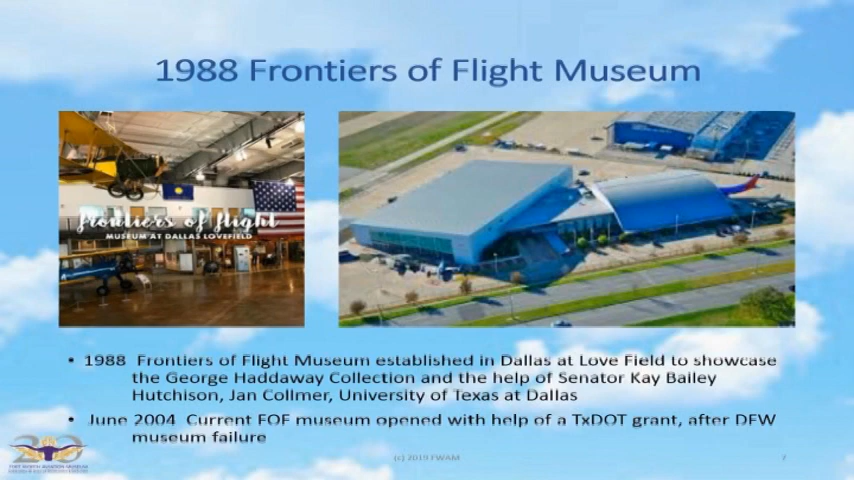 1988 Frontiers of Flight Museum
frontiers of flight
MUSEUM AT DALLAS LOVEFIELD
• 1988 Frontiers of Flight Museum established in Dallas at Love Field to showcase
the George Haddaway Collection and the help of Senator Kay Bailey
Hutchison, Jan Collmer, University of Texas at Dallas
• June 2004 Current FOF museum opened with help of a TxDOT grant, after DFW
museum failure
(c) 2019 FWAM
7